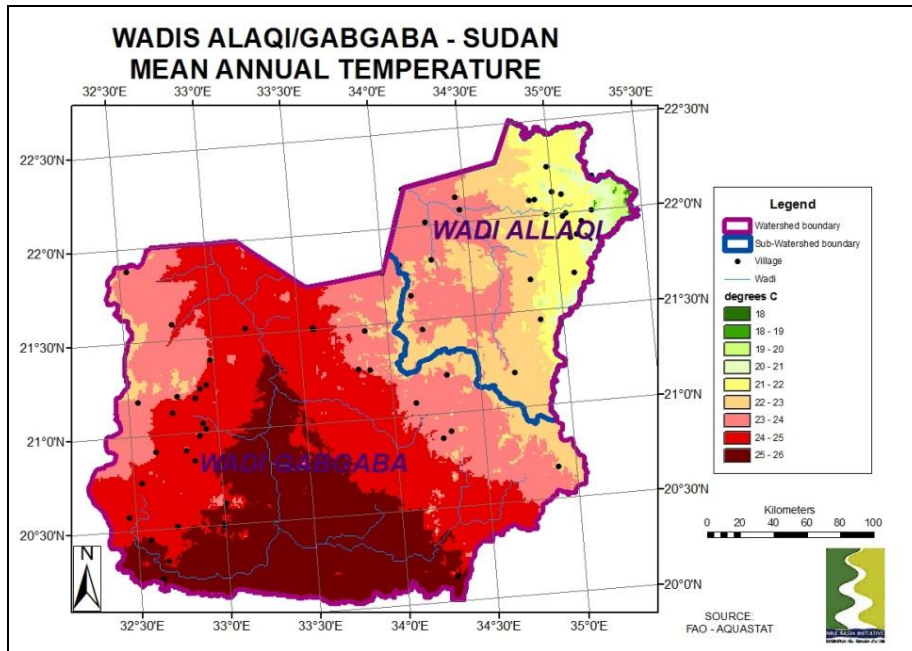 WADIS ALAQI/GABGABA - SUDAN
MEAN ANNUAL TEMPERATURE
32°30'E 33°0'E 33°30'E 34°0'E 34°30'E 35°0'E 35°30'E
22°30'N
22°30'N
22°0'N
WADI ALLAQI
22°0'N
21°30'N
21°30'N
21°0'N
21°0'N
WADI GABGABA
20°30'N
20°30'N
20°0'N
N
32°30'E 33°0'E 33°30'E 34°0'E 34°30'E 35°0'E
Legend
Watershed boundary
Sub-Watershed boundary
Village
Wadi
degrees C
18
18 - 19
19 - 20
20 - 21
21 - 22
22 - 23
23 - 24
24 - 25
25 - 26
Kilometers
0 20 40 60 80 100
SOURCE:
FAO - AQUASTAT
NILE BASIN INITIATIVE